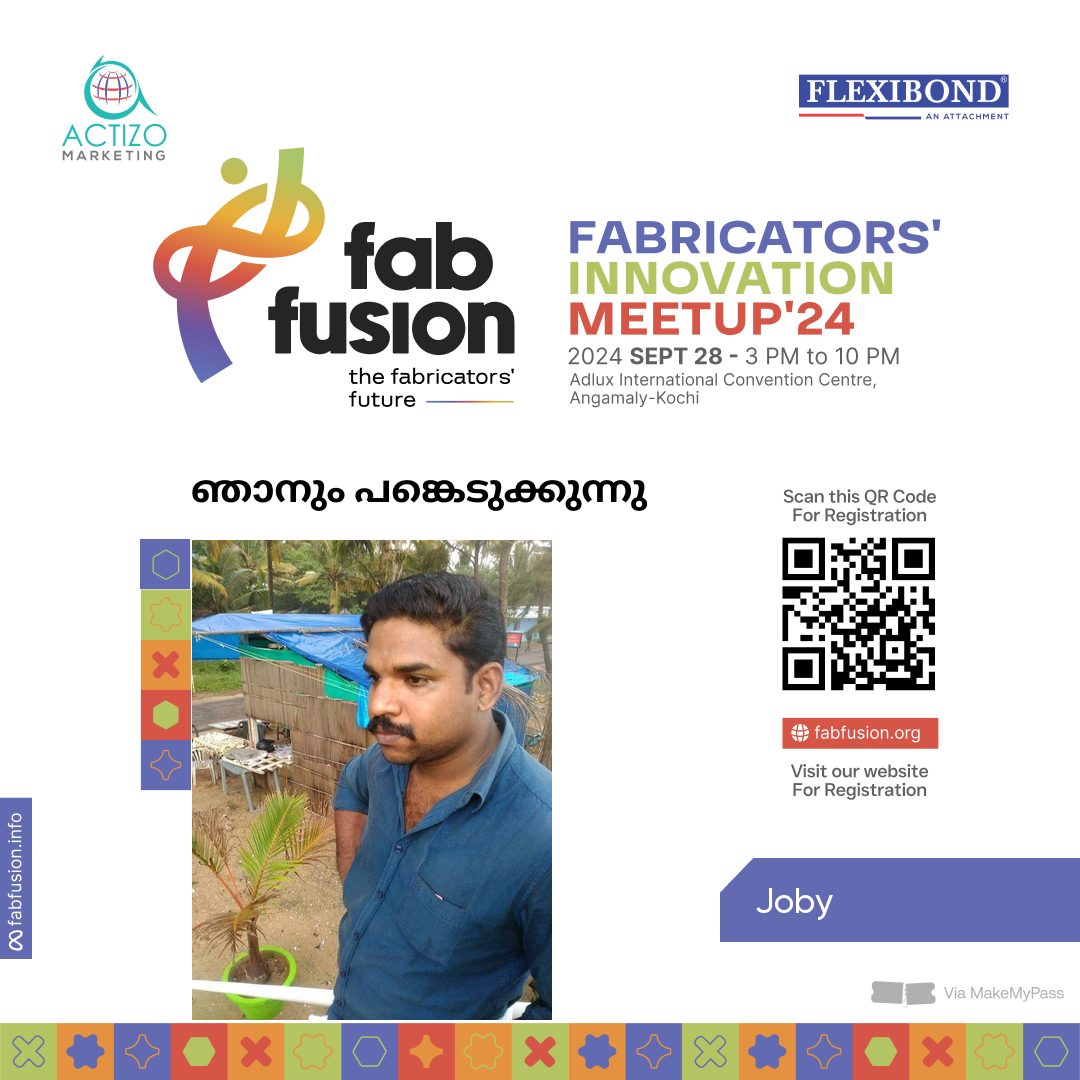 ACTIZO
MARKETING
FLEXIBOND®
AN ATTACHMENT
fab
fusion
the fabricators'
future
FABRICATORS'
INNOVATION
MEETUP'24
2024 SEPT 28 - 3 PM to 10 PM
Adlux International Convention Centre,
Angamaly-Kochi
ഞാനും പങ്കെടുക്കുന്നു
Scan this QR Code
For Registration
fabfusion.org
Visit our website
For Registration
fabfusion.info
Joby
Via MakeMyPass